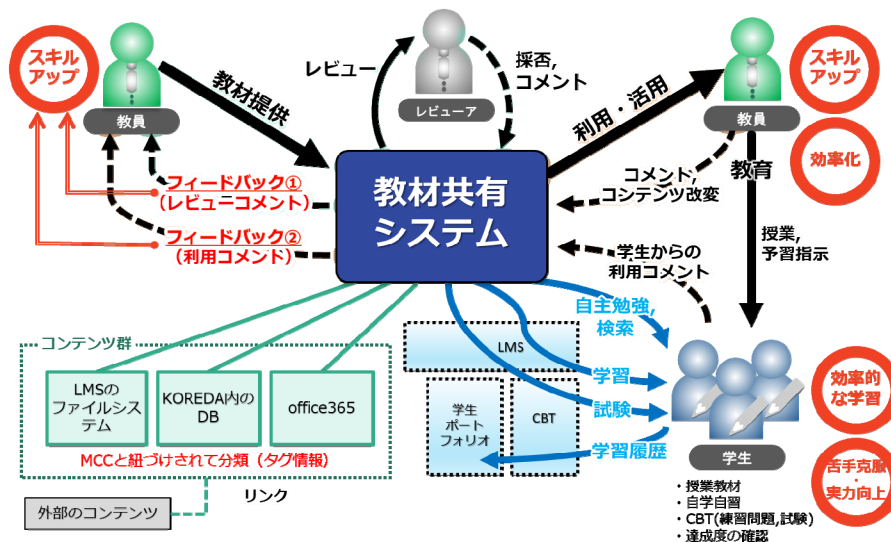 スキル
アップ
教員
教材提供
レビュー
レビューア
採否,
コメント
利用・活用
教員
スキル
アップ
効率化
フィードバック①
(レビューコメント)
フィードバック②
(利用コメント)
教材共有
システム
コメント,
コンテンツ改変
教育
授業,
予習指示
学生からの
利用コメント
コンテンツ群
LMSの
ファイルシス
テム
KOREDA内の
DB
office365
MCCと紐づけされて分類（タグ情報）
リンク
外部のコンテンツ
自主勉強,
検索
LMS
学習
試験
学習履歴
学生
ポート
フォリオ
CBT
学生
効率的
な学習
苦手克服
・
実力向上
・授業教材
・自学自習
・CBT(練習問題,試験)
・達成度の確認